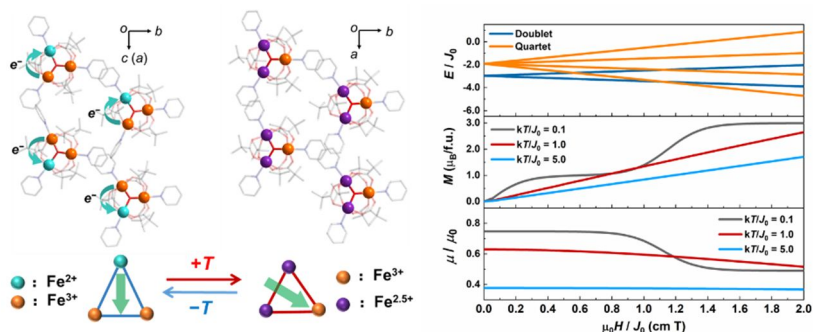 o b
c (a)
e⁻
e⁻
e⁻
e⁻
: Fe²⁺
: Fe³⁺
+T
−T
o b
a
: Fe³⁺
: Fe²·⁵⁺
E / J₀
0.0
-2.0
-4.0
-6.0
Doublet
Quartet
M (μB/f.u.)
3.0
2.0
1.0
0.0
kT/J₀ = 0.1
kT/J₀ = 1.0
kT/J₀ = 5.0
μ / μ₀
0.8
0.6
0.4
kT/J₀ = 0.1
kT/J₀ = 1.0
kT/J₀ = 5.0
0.0 0.2 0.4 0.6 0.8 1.0 1.2 1.4 1.6 1.8 2.0
μ₀H / J₀ (cm T)